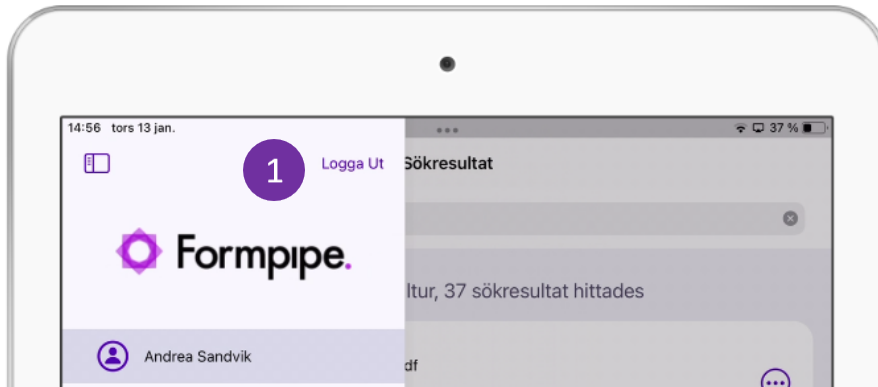 14:56 tors 13 jan.
37 %
1
Logga Ut
Sökresultat
Formpipe.
ltur, 37 sökresultat hittades
Andrea Sandvik
df